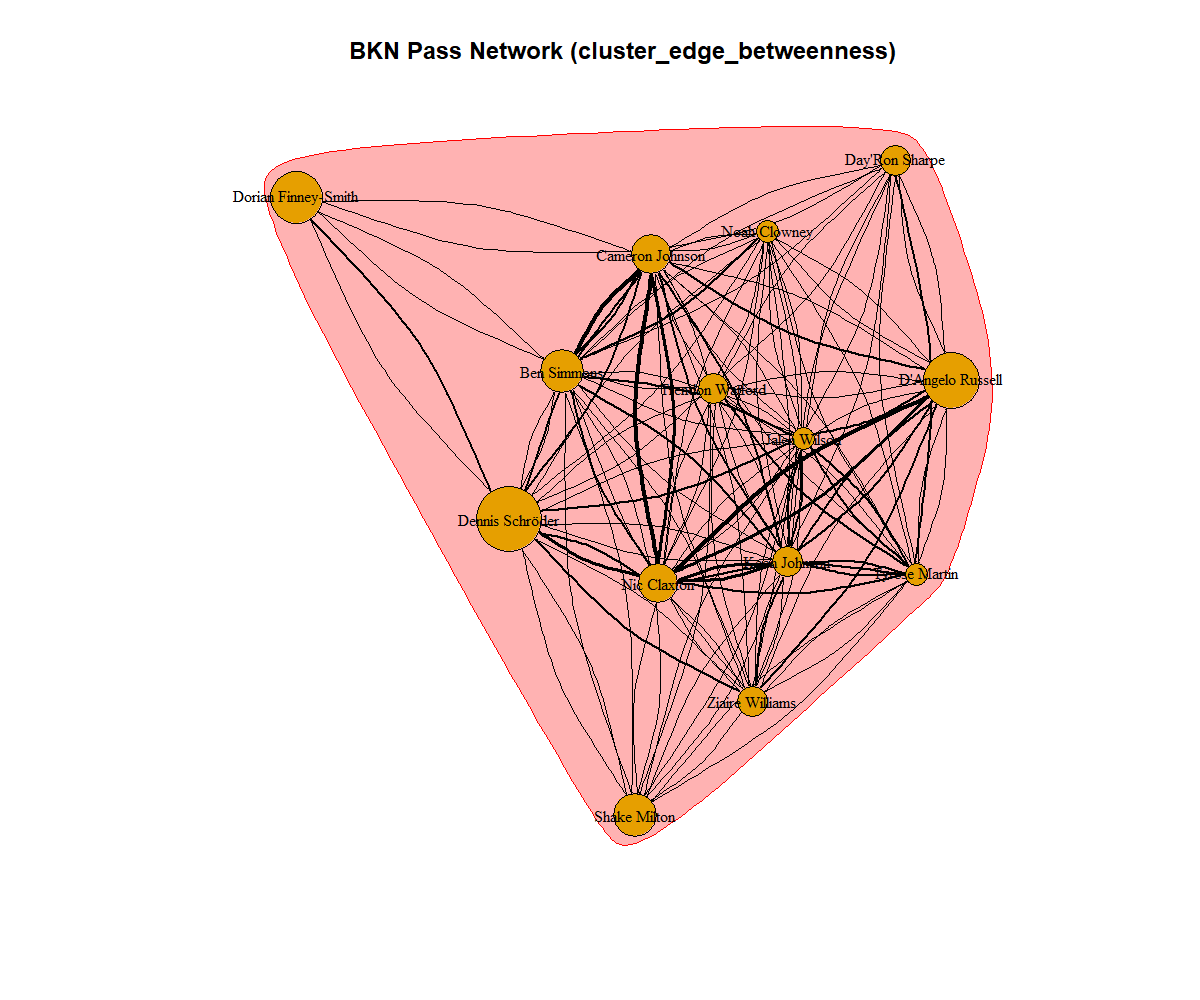 BKN Pass Network (cluster_edge_betweenness)
Day'Ron Sharpe
Dorian Finney-Smith
Noah Clowney
Cameron Johnson
Ben Simmons
D'Angelo Russell
Trendon Watford
Jalen Wilson
Dennis Schröder
Keon Johnson
Tyrese Martin
Nic Claxton
Ziaire Williams
Shake Milton